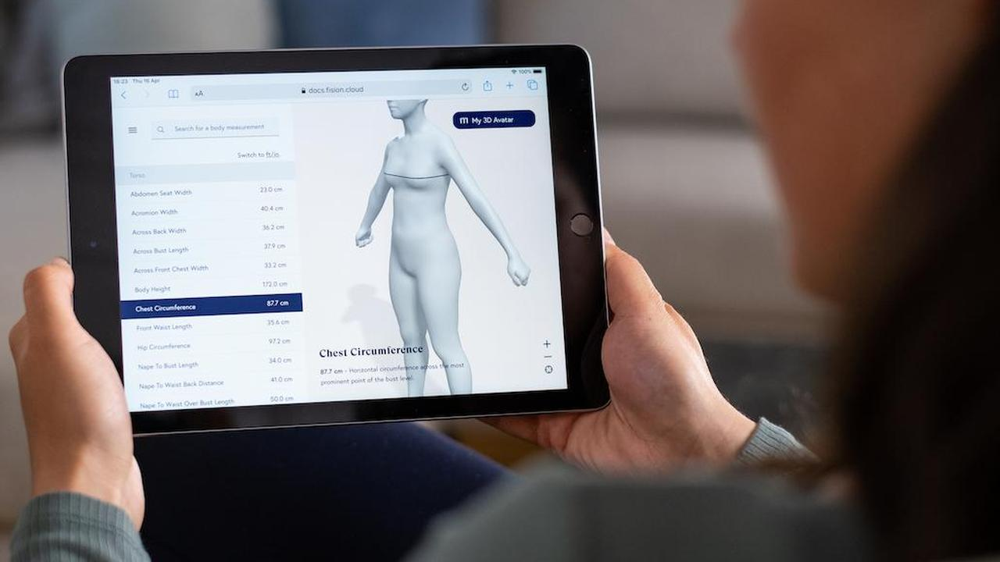 16:23 Thu 16 Apr
100%
AA
docs.fision.cloud
Search for a body measurement
My 3D Avatar
Switch to ft/in.
Torso
Abdomen Seat Width 23.0 cm
Acromion Width 40.4 cm
Across Back Width 36.2 cm
Across Bust Length 37.9 cm
Across Front Chest Width 33.2 cm
Body Height 172.0 cm
Chest Circumference 87.7 cm
Front Waist Length 35.6 cm
Hip Circumference 97.2 cm
Nape To Bust Length 34.0 cm
Nape To Waist Back Distance 41.0 cm
Nape To Waist Over Bust Length 50.0 cm
Chest Circumference
87.7 cm - Horizontal circumference across the most
prominent point of the bust level.